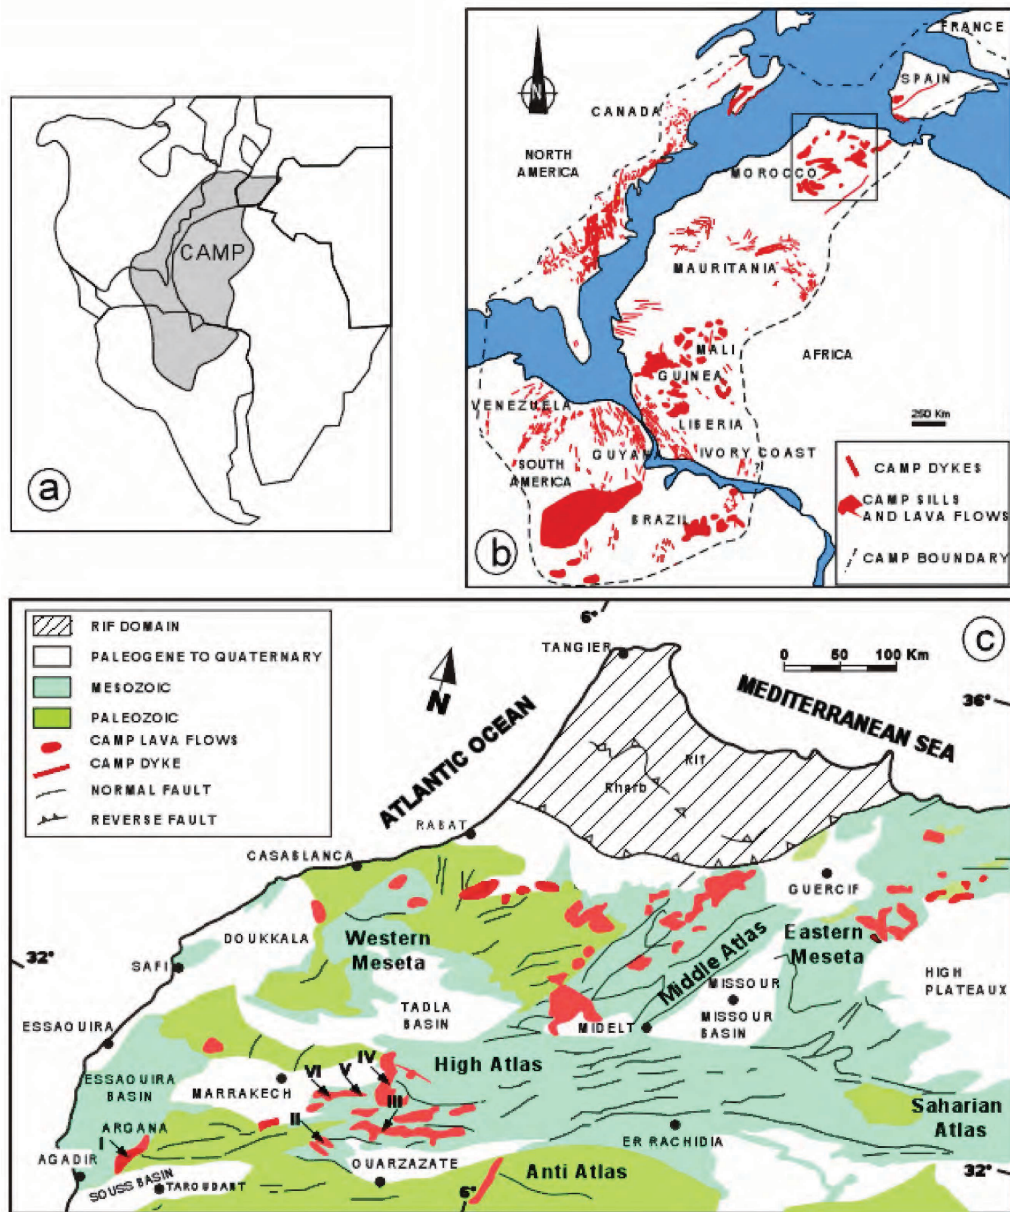 CAMP
a
N
FRANCE
SPAIN
CANADA
NORTH
AMERICA
MOROCCO
MAURITANIA
MALI
GUINEA
AFRICA
VENEZUELA
LIBERIA
250 Km
GUYANA
IVORY COAST
SOUTH
AMERICA
BRAZIL
b
CAMP DYKES
CAMP SILLS
AND LAVA FLOWS
CAMP BOUNDARY
RIF DOMAIN
PALEOGENE TO QUATERNARY
MESOZOIC
PALEOZOIC
CAMP LAVA FLOWS
CAMP DYKE
NORMAL FAULT
REVERSE FAULT
6°
c
TANGIER
0 50 100 Km
N
ATLANTIC OCEAN
MEDITERRANEAN SEA
36°
Rif
Rharb
RABAT
CASABLANCA
GUERCIF
DOUKKALA
Western
Meseta
Middle Atlas
Eastern
Meseta
32°
SAFI
HIGH
PLATEAUX
TADLA
BASIN
MISSOUR
MISSOUR
BASIN
MIDELT
ESSAOUIRA
High Atlas
ESSAOUIRA
BASIN
MARRAKECH
VI
V
IV
III
II
I
ARGANA
Saharian
Atlas
AGADIR
ER RACHIDIA
SOUSS BASIN
TAROUDANT
OUARZAZATE
Anti Atlas
32°
6°